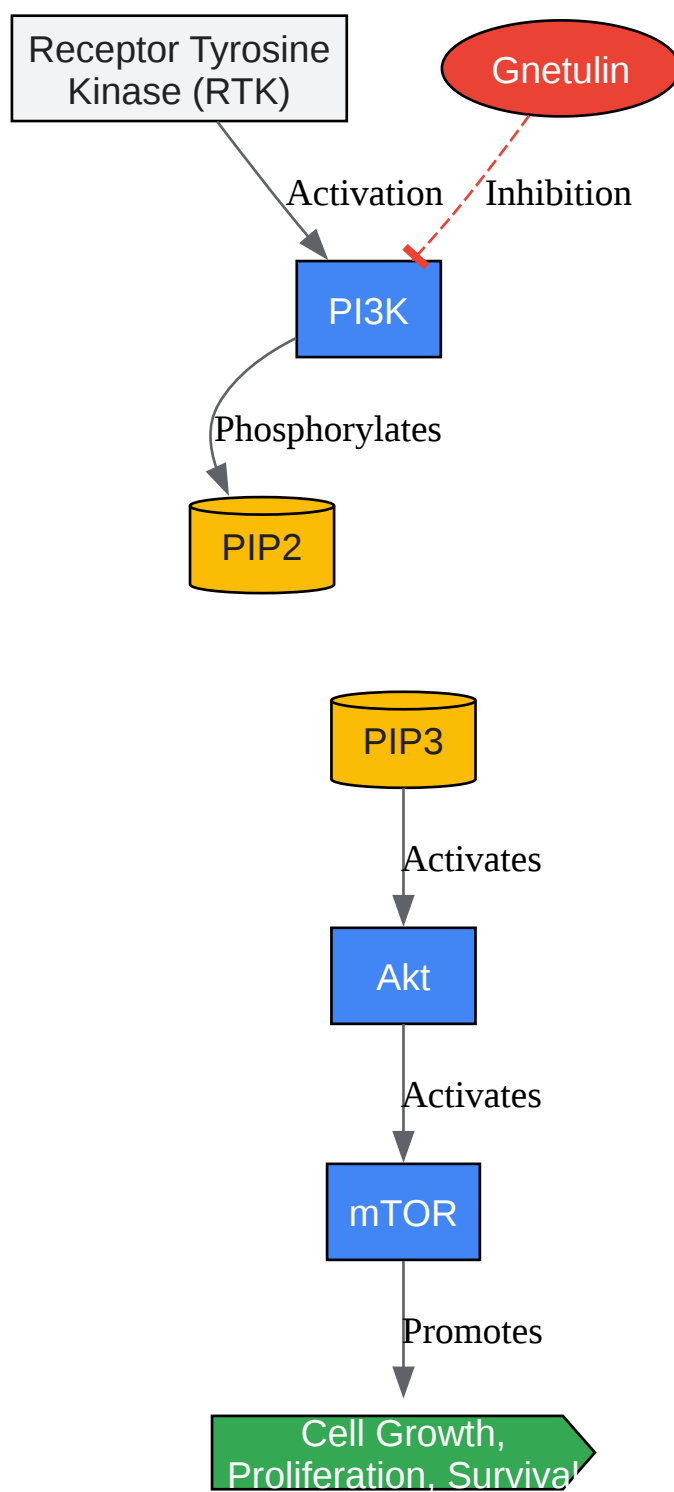 Receptor Tyrosine
Kinase (RTK)
Gnetulin
Activation
Inhibition
PI3K
Phosphorylates
PIP2
PIP3
Activates
Akt
Activates
mTOR
Promotes
Cell Growth,
Proliferation, Survival